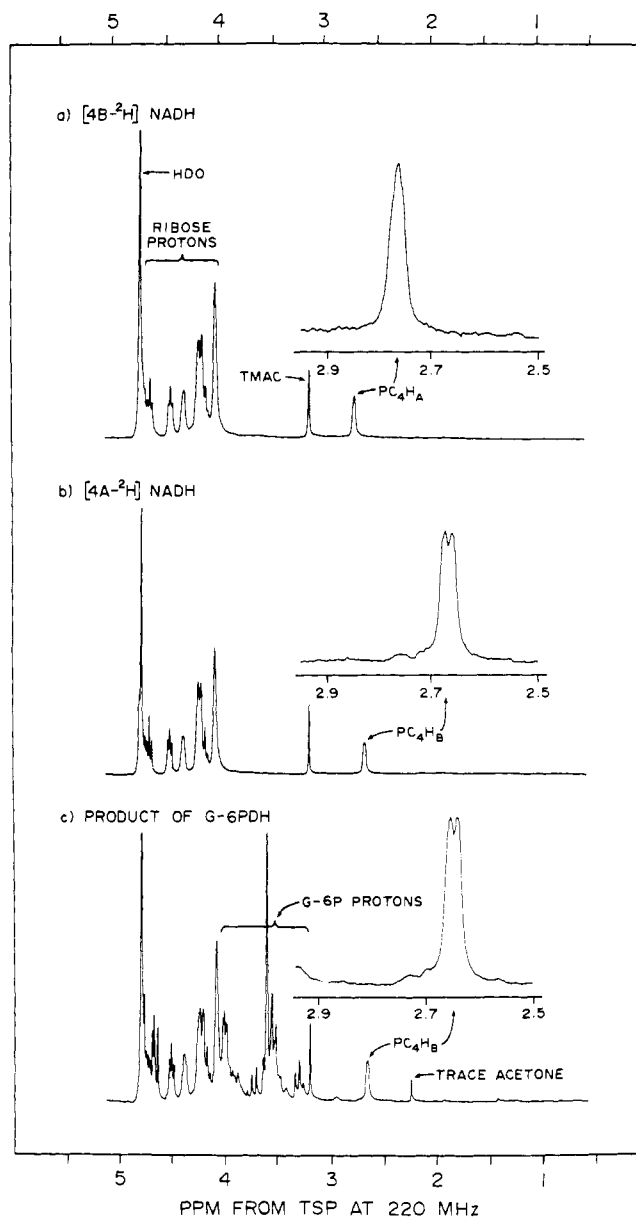 5 4 3 2 1
a) [4B-²H] NADH
HDO
RIBOSE
PROTONS
TMAC
2.9 2.7 2.5
PC₄Hₐ
b) [4A-²H] NADH
2.9 2.7 2.5
PC₄H_B
c) PRODUCT OF G-6PDH
G-6P PROTONS
2.9 2.7 2.5
PC₄H_B
TRACE ACETONE
5 4 3 2 1
PPM FROM TSP AT 220 MHz